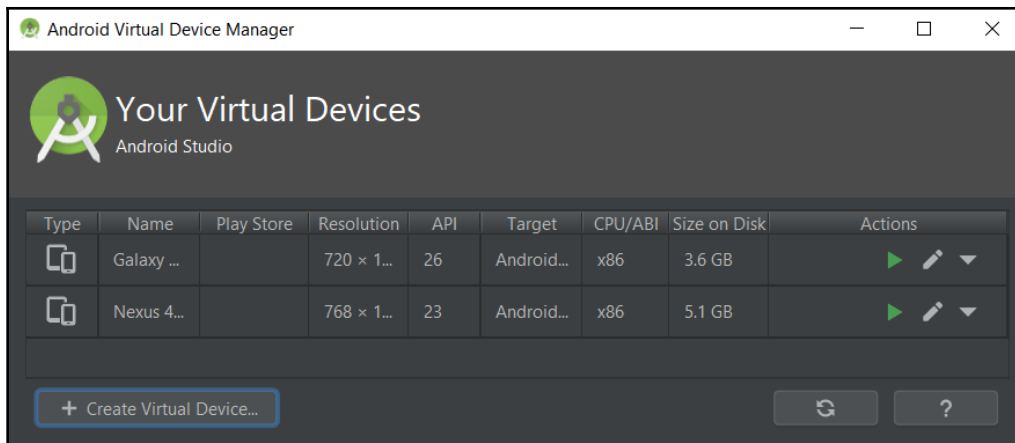 Android Virtual Device Manager
Your Virtual Devices
Android Studio
Type Name Play Store Resolution API Target CPU/ABI Size on Disk Actions
Galaxy ... 720 × 1... 26 Android... x86 3.6 GB
Nexus 4... 768 × 1... 23 Android... x86 5.1 GB
+ Create Virtual Device... ?